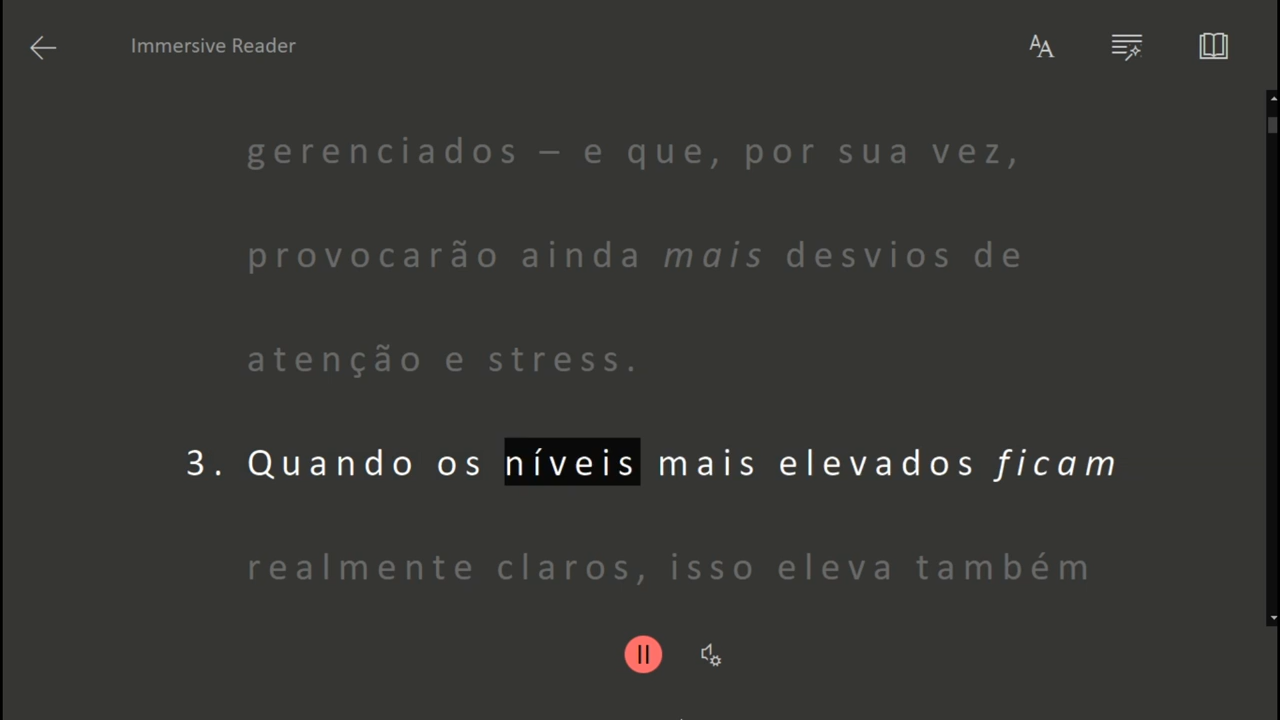 Immersive Reader
gerenciados – e que, por sua vez,
provocarão ainda mais desvios de
atenção e stress.
3. Quando os níveis mais elevados ficam
realmente claros, isso eleva também